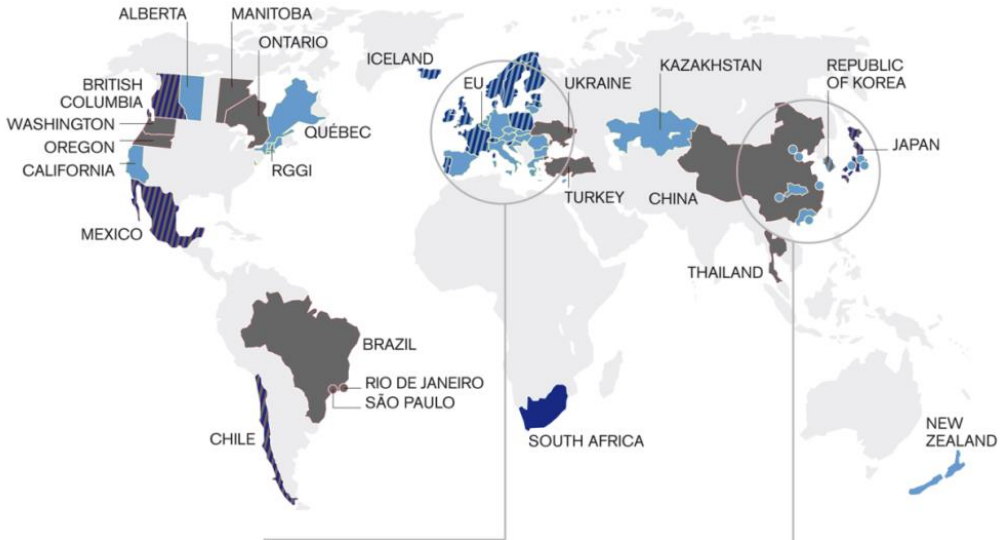 ALBERTA
MANITOBA
ONTARIO
ICELAND
BRITISH
COLUMBIA
EU
UKRAINE
KAZAKHSTAN
REPUBLIC
OF KOREA
WASHINGTON
QUÉBEC
OREGON
JAPAN
CALIFORNIA
RGGI
TURKEY
CHINA
MEXICO
THAILAND
BRAZIL
RIO DE JANEIRO
SÃO PAULO
CHILE
SOUTH AFRICA
NEW
ZEALAND